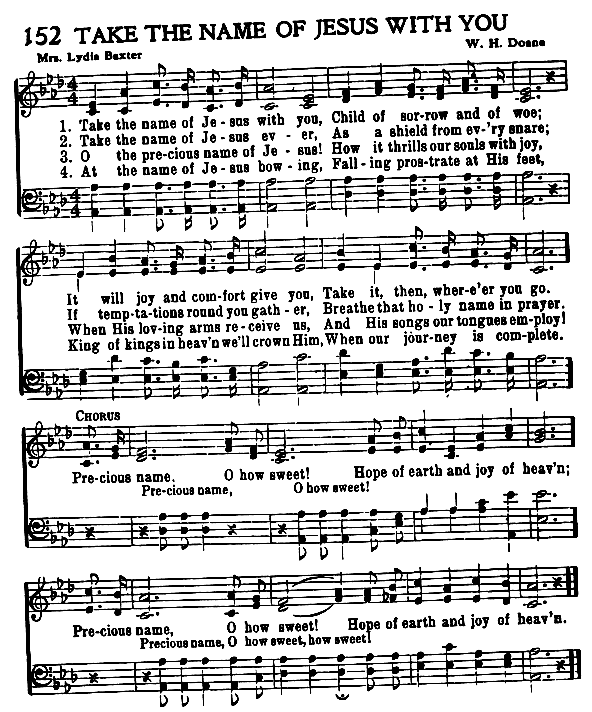 152 TAKE THE NAME OF JESUS WITH YOU
Mrs. Lydia Baxter
W. H. Doane
1. Take the name of Je - sus with you, Child of sor-row and of woe;
2. Take the name of Je - sus ev - er, As a shield from ev-'ry snare;
3. O the pre-cious name of Je - sus! How it thrills our souls with joy,
4. At the name of Je - sus bow - ing, Fall - ing pros-trate at His feet,
It will joy and com-fort give you, Take it, then, wher-e'er you go.
If temp-ta-tions round you gath - er, Breathe that ho - ly name in prayer.
When His lov-ing arms re - ceive us, And His songs our tongues em-ploy!
King of kings in heav'n we'll crown Him, When our jour-ney is com-plete.
CHORUS
Pre-cious name. O how sweet! Hope of earth and joy of heav'n;
Pre-cious name, O how sweet!
Pre-cious name, O how sweet! Hope of earth and joy of heav'n.
Precious name, O how sweet, how sweet!